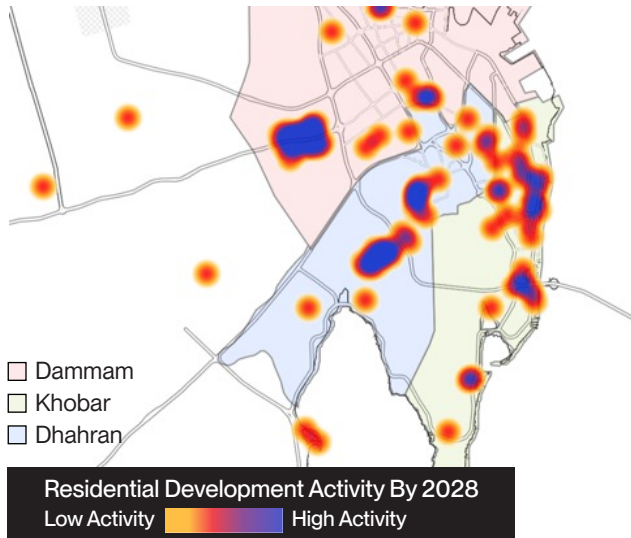 Dammam
Khobar
Dhahran
Residential Development Activity By 2028
Low Activity High Activity